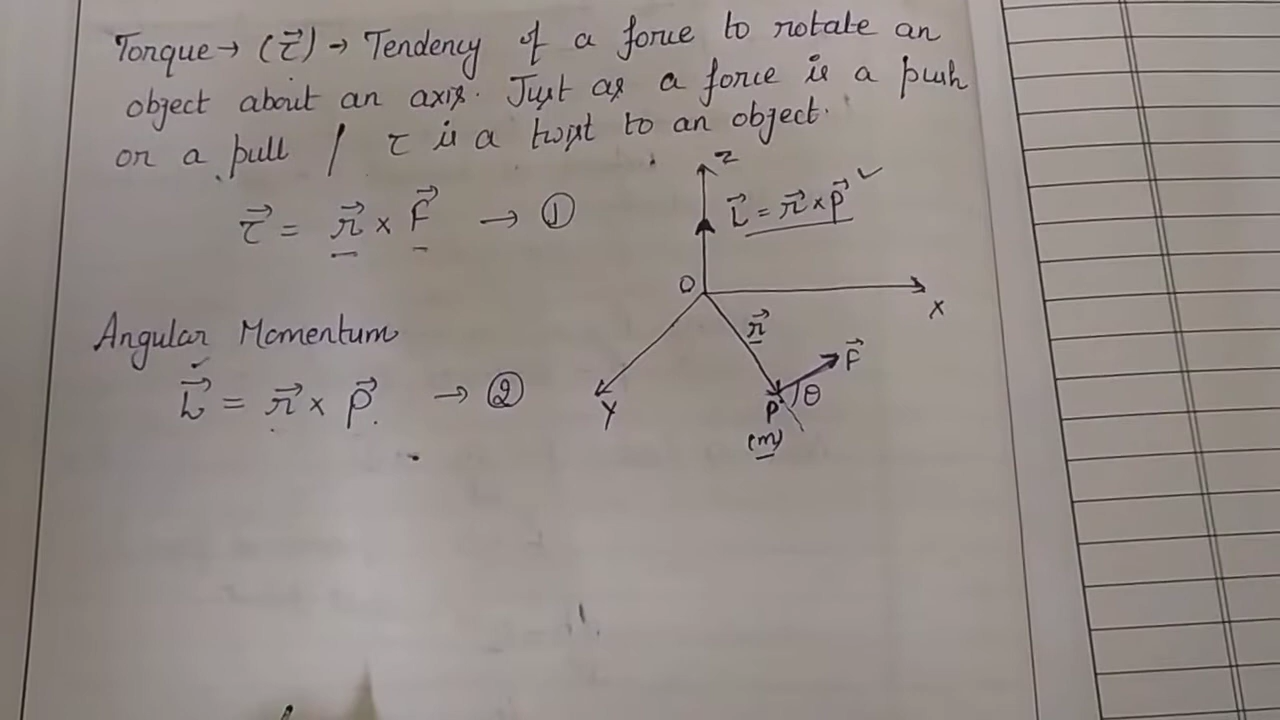 Torque → (τ⃗) → Tendency of a force to rotate an
object about an axis. Just as a force is a push
or a pull / τ is a twist to an object.
τ⃗ = r⃗ × F⃗ → ①
Z
L⃗ = r⃗ × P⃗ ✓
O
X
r⃗
Angular Momentum
F⃗
L⃗ = r⃗ × P⃗ → ②
θ
Y
P
(m)